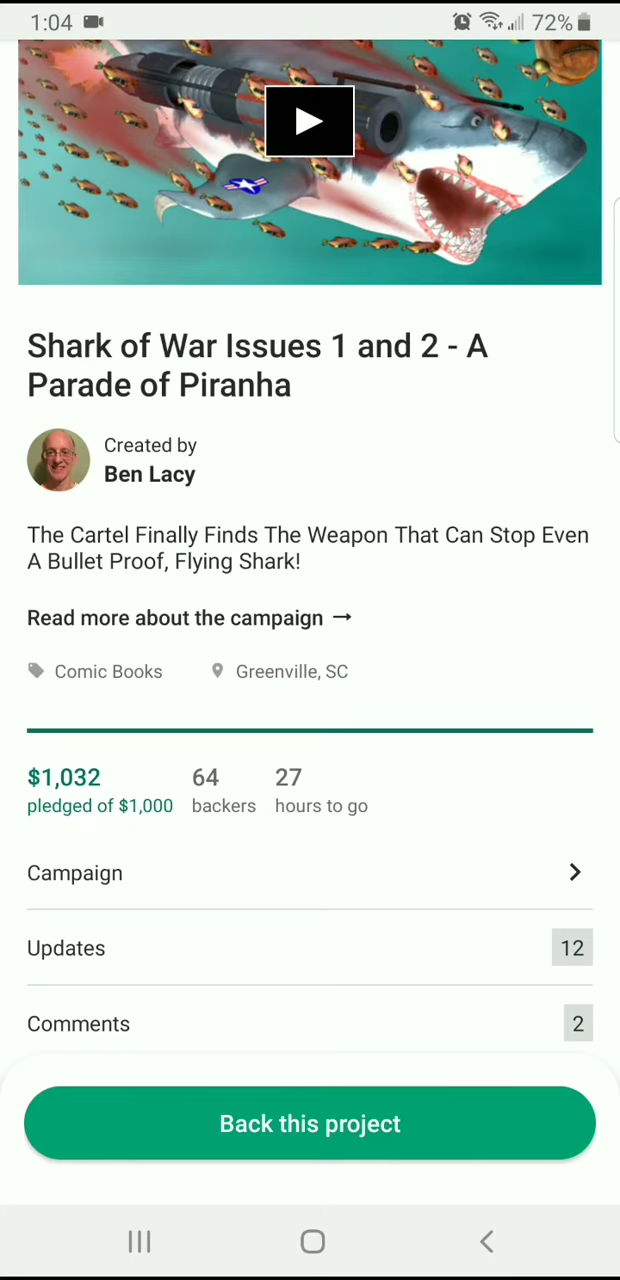 1:04
72%
Shark of War Issues 1 and 2 - A
Parade of Piranha
Created by
Ben Lacy
The Cartel Finally Finds The Weapon That Can Stop Even
A Bullet Proof, Flying Shark!
Read more about the campaign →
Comic Books Greenville, SC
$1,032 64 27
pledged of $1,000 backers hours to go
Campaign
Updates 12
Comments 2
Back this project